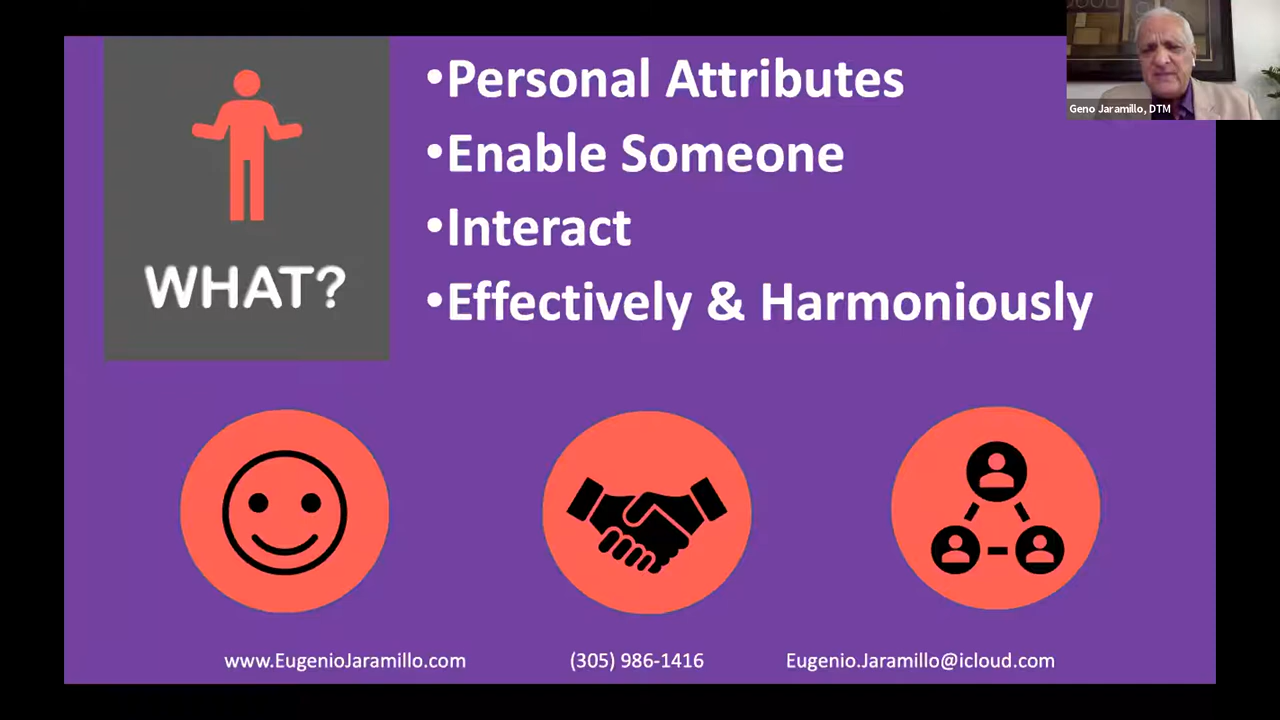 •Personal Attributes
•Enable Someone
•Interact
•Effectively & Harmoniously
WHAT?
Geno Jaramillo, DTM
www.EugenioJaramillo.com
(305) 986-1416
Eugenio.Jaramillo@icloud.com